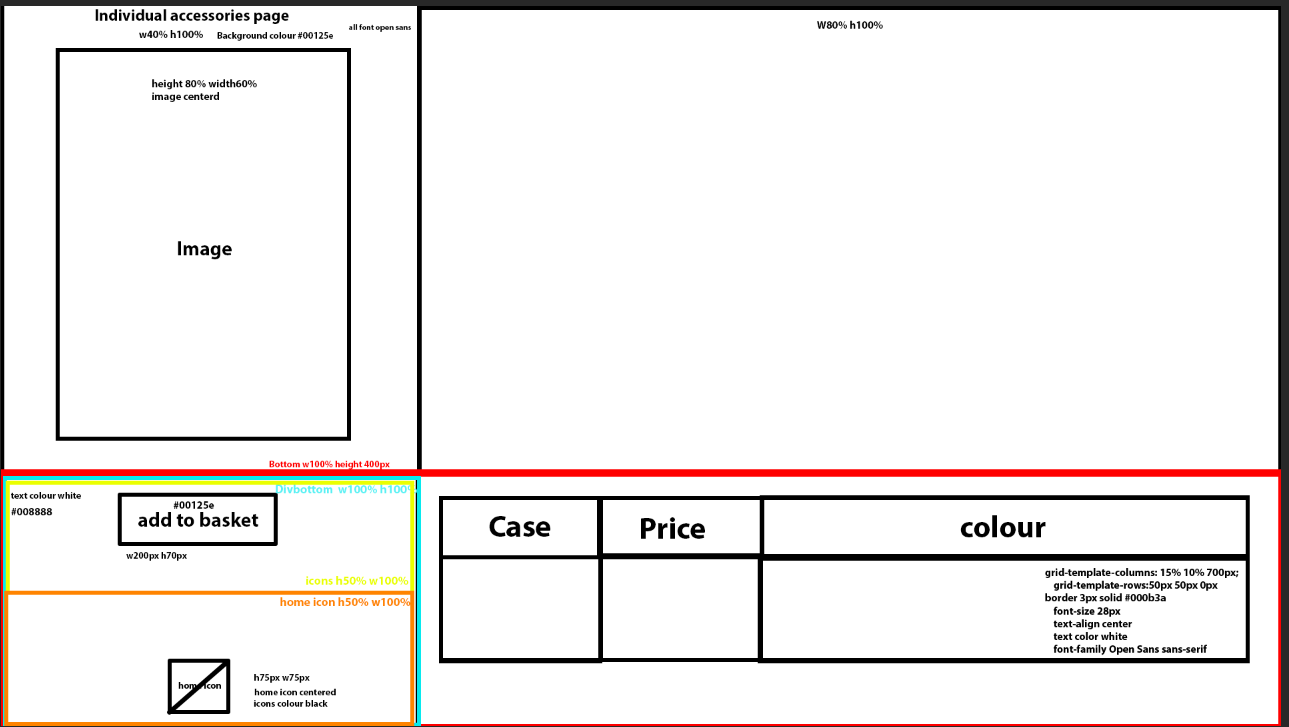 Individual accessories page
all font open sans
w40% h100%
Background colour #00125e
W80% h100%
height 80% width60%
image centerd
Image
Bottom w100% height 400px
Divbottom w100% h100%
text colour white
#008888
#00125e
add to basket
w200px h70px
icons h50% w100%
home icon h50% w100%
home icon
h75px w75px
home icon centered
icons colour black
Case
Price
colour
grid-template-columns: 15% 10% 700px;
grid-template-rows:50px 50px 0px
border 3px solid #000b3a
font-size 28px
text-align center
text color white
font-family Open Sans sans-serif